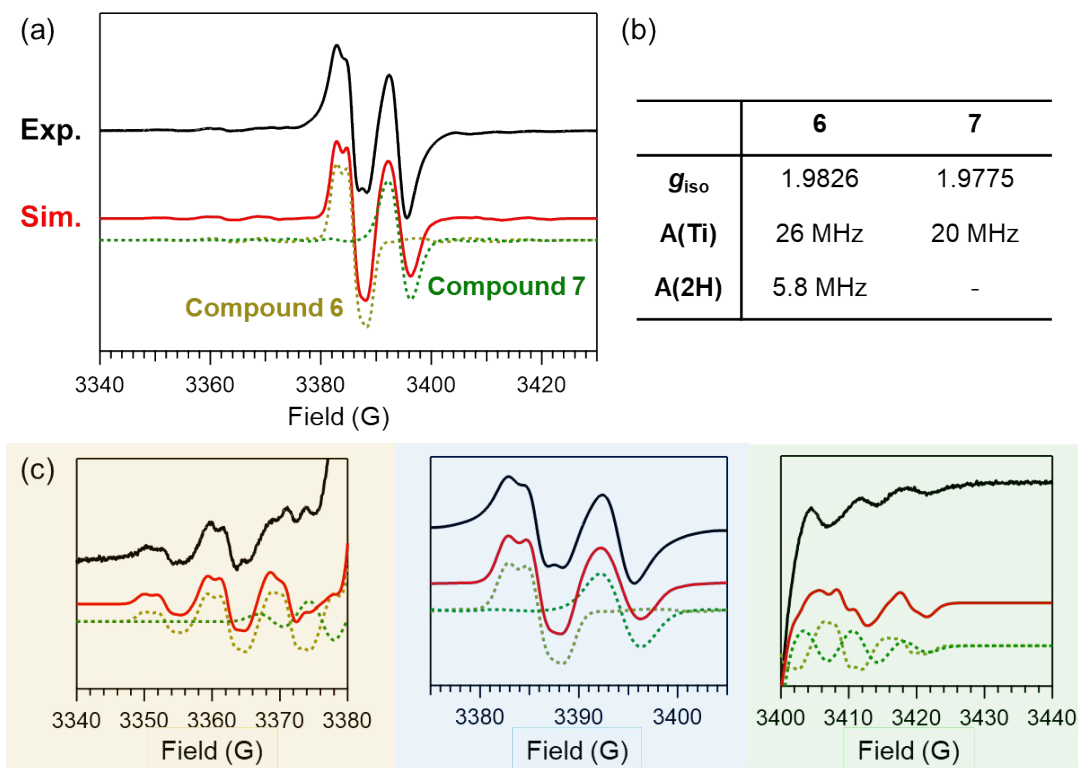 (a)
Exp.
Sim.
Compound 6
Compound 7
3340
3360
3380
3400
3420
Field (G)
(b)
6 7
giso 1.9826 1.9775
A(Ti) 26 MHz 20 MHz
A(2H) 5.8 MHz -
(c)
3340 3350 3360 3370 3380
Field (G)
3380 3390 3400
Field (G)
3400 3410 3420 3430 3440
Field (G)